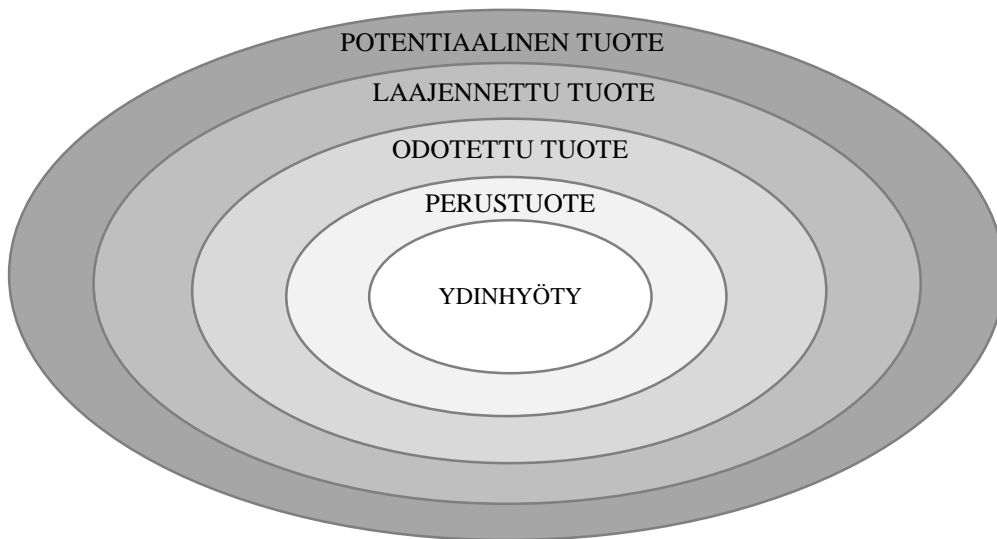 POTENTIAALINEN TUOTE
LAAJENNETTU TUOTE
ODOTETTU TUOTE
PERUSTUOTE
YDINHYÖTY